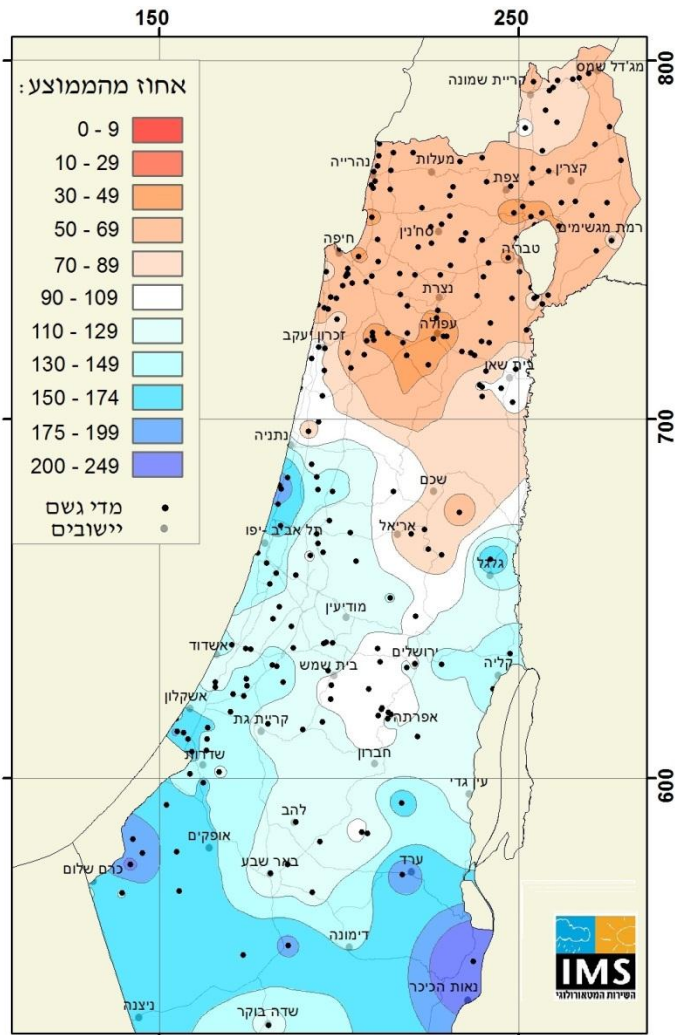 150
250
800
700
600
אחוז מהממוצע:
0 - 9
10 - 29
30 - 49
50 - 69
70 - 89
90 - 109
110 - 129
130 - 149
150 - 174
175 - 199
200 - 249
מדי גשם
יישובים
מג'דל שמס
קריית שמונה
נהרייה
מעלות
צפת
קצרין
סח'נין
רמת מגשימים
חיפה
טבריה
נצרת
עפולה
זכרון יעקב
בית שאן
נתניה
שכם
אריאל
תל אביב -יפו
גלגל
מודיעין
ירושלים
אשדוד
בית שמש
קליה
אשקלון
אפרתה
קריית גת
חברון
שדרות
עין גדי
להב
אופקים
באר שבע
ערד
כרם שלום
דימונה
נאות הכיכר
ניצנה
שדה בוקר
IMS
השירות המטאורולוגי